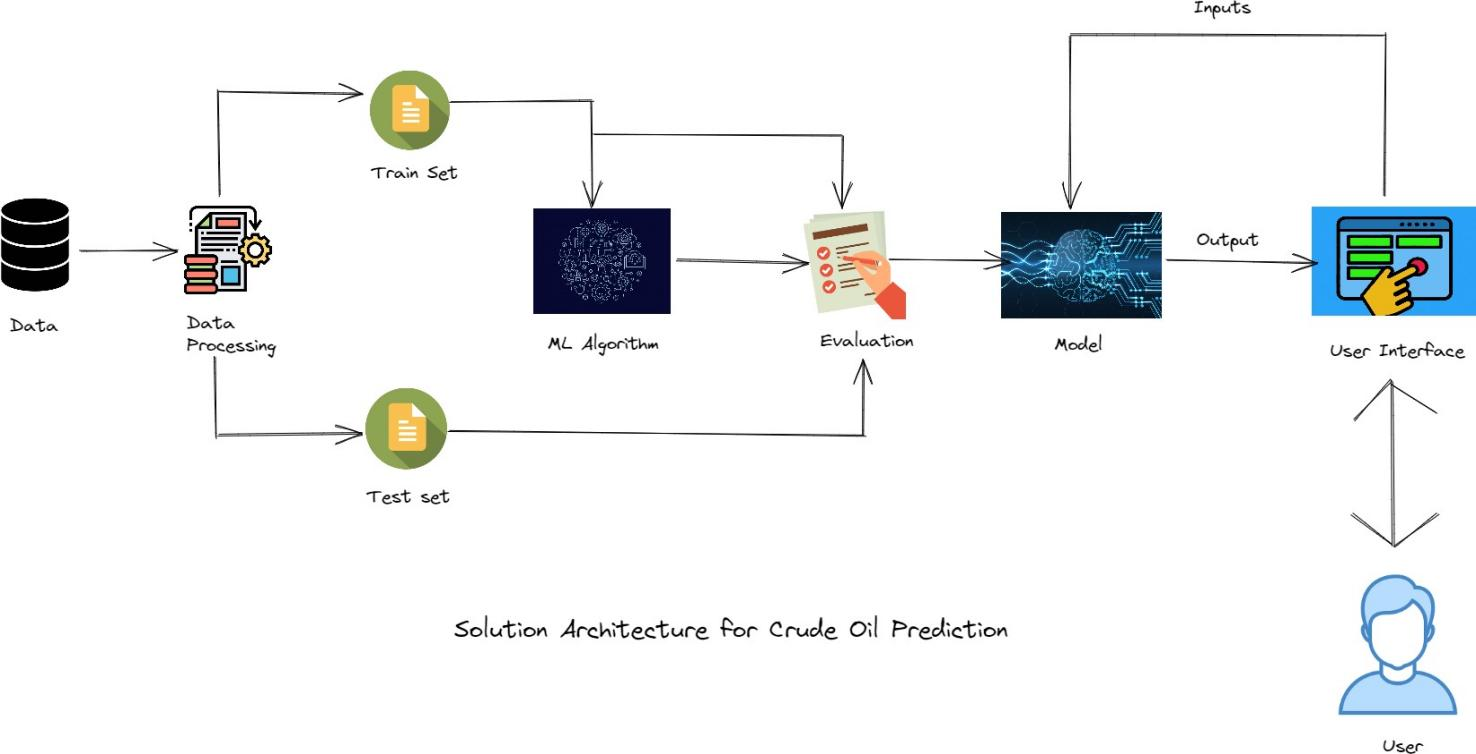 Inputs
Train Set
Output
Data
Data
Processing
ML Algorithm
Evaluation
Model
User Interface
Test set
Solution Architecture for Crude Oil Prediction
User